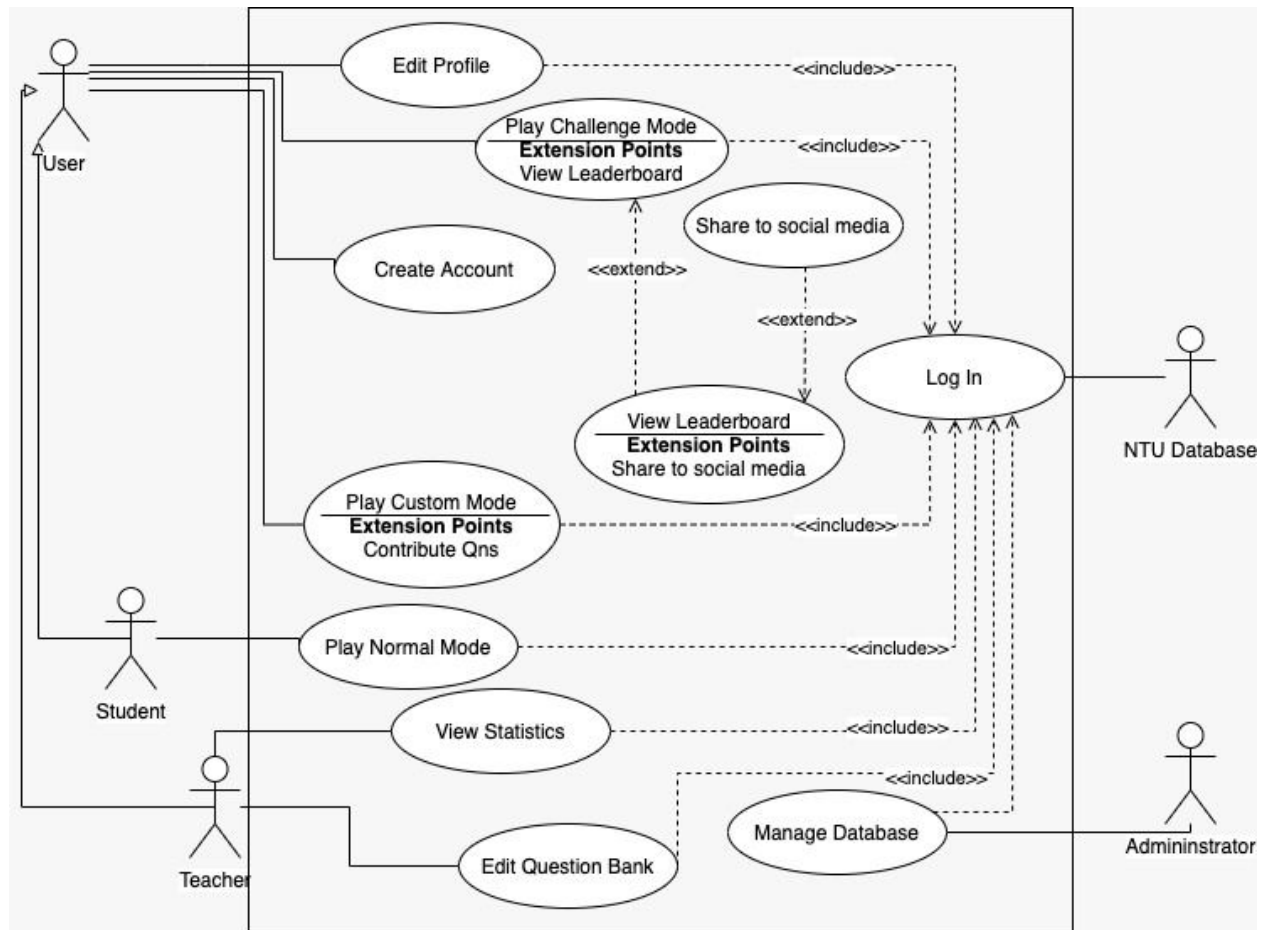 Edit Profile
<<include>>
Play Challenge Mode
Extension Points
View Leaderboard
<<include>>
User
Share to social media
Create Account
<<extend>>
<<extend>>
Log In
View Leaderboard
Extension Points
Share to social media
NTU Database
Play Custom Mode
Extension Points
Contribute Qns
<<include>>
Play Normal Mode
<<include>>
Student
View Statistics
<<include>>
<<include>>
Manage Database
Admininstrator
Edit Question Bank
Teacher